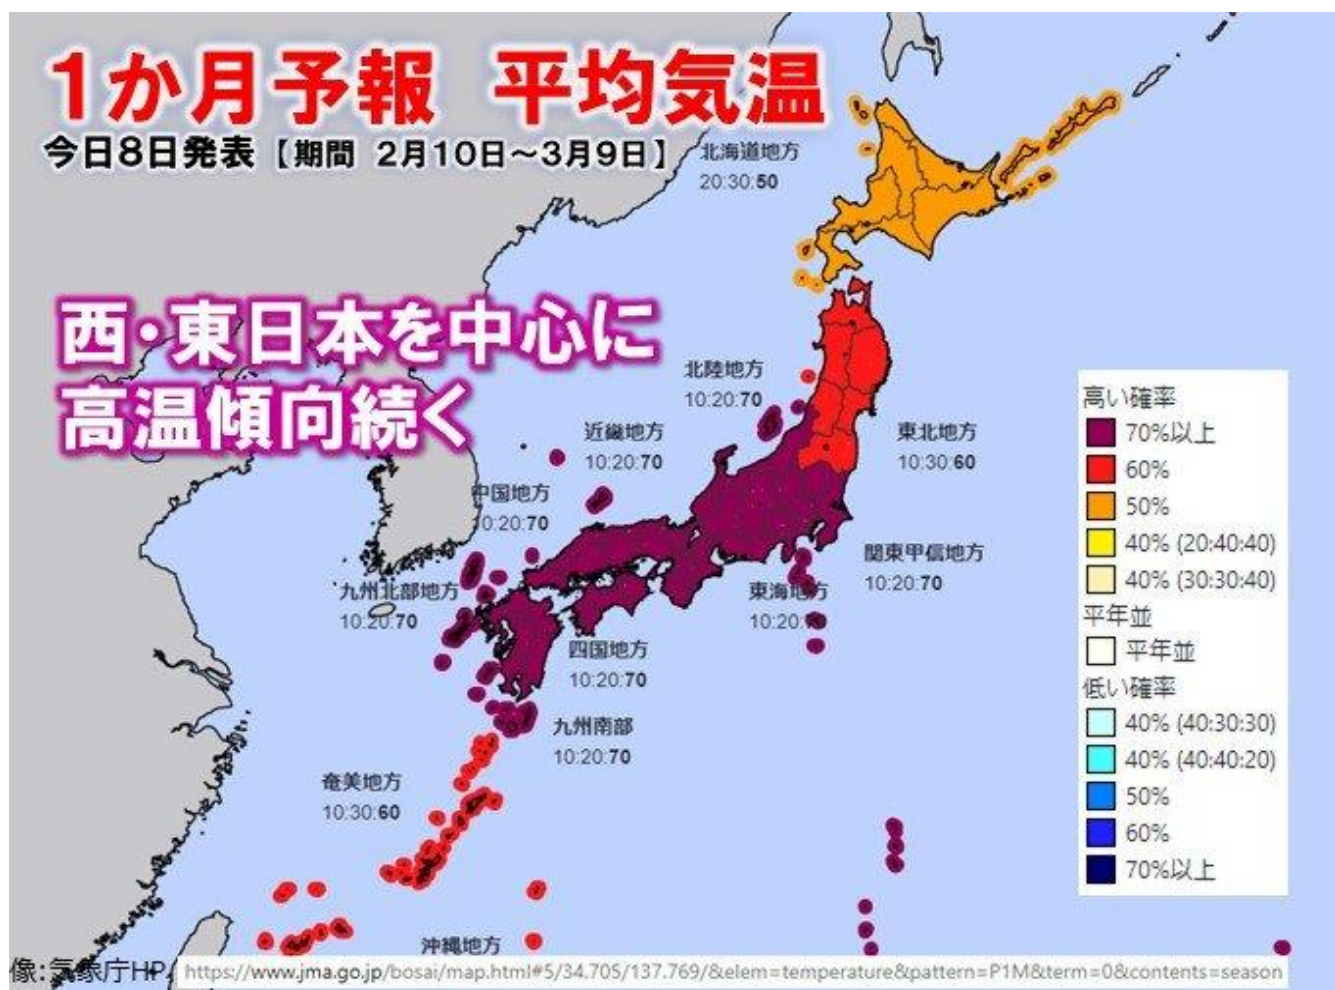 1か月予報 平均気温
今日8日発表【期間 2月10日～3月9日】
北海道地方
20:30:50
西・東日本を中心に
高温傾向続く
北陸地方
10:20:70
近畿地方
10:20:70
東北地方
10:30:60
中国地方
10:20:70
関東甲信地方
10:20:70
九州北部地方
10:20:70
東海地方
10:20:70
四国地方
10:20:70
九州南部
10:20:70
奄美地方
10:30:60
沖縄地方
高い確率
70%以上
60%
50%
40% (20:40:40)
40% (30:30:40)
平年並
平年並
低い確率
40% (40:30:30)
40% (40:40:20)
50%
60%
70%以上
像:気象庁HP
https://www.jma.go.jp/bosai/map.html#5/34.705/137.769/&elem=temperature&pattern=P1M&term=0&contents=season